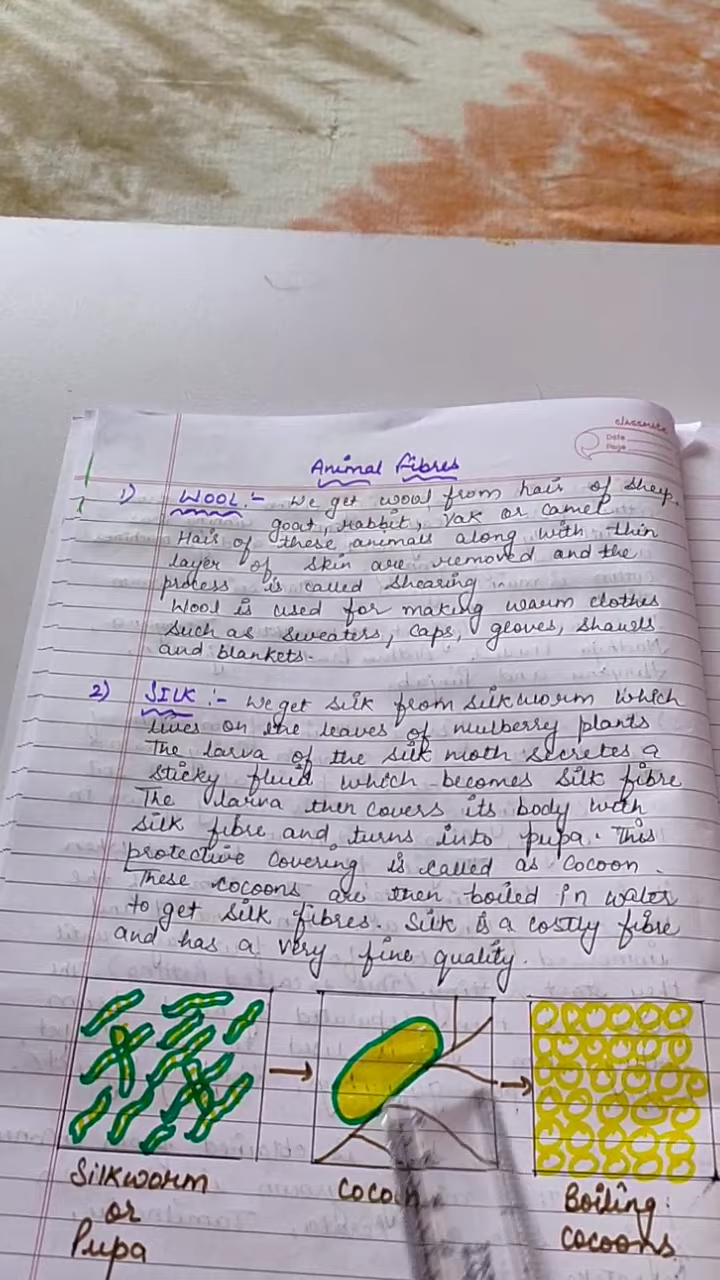 classmate
Date
Page
Animal Fibres
1) WOOL :- We get wool from hair of sheep,
goat, rabbit, Yak or camel.
Hair of these animals along with thin
layer of skin are removed and the
process is called Shearing
Wool is used for making warm clothes
such as sweaters, caps, gloves, shawls
and blankets.
2) SILK :- We get silk from silkworm which
lives on the leaves of mulberry plants
The larva of the silk moth secretes a
sticky fluid which becomes silk fibre
The larva then covers its body with
silk fibre and turns into pupa. This
protective covering is called as cocoon.
These cocoons are then boiled in water
to get silk fibres. Silk is a costly fibre
and has a very fine quality.
Silkworm
or
Pupa
Cocoon
Boiling
cocoons